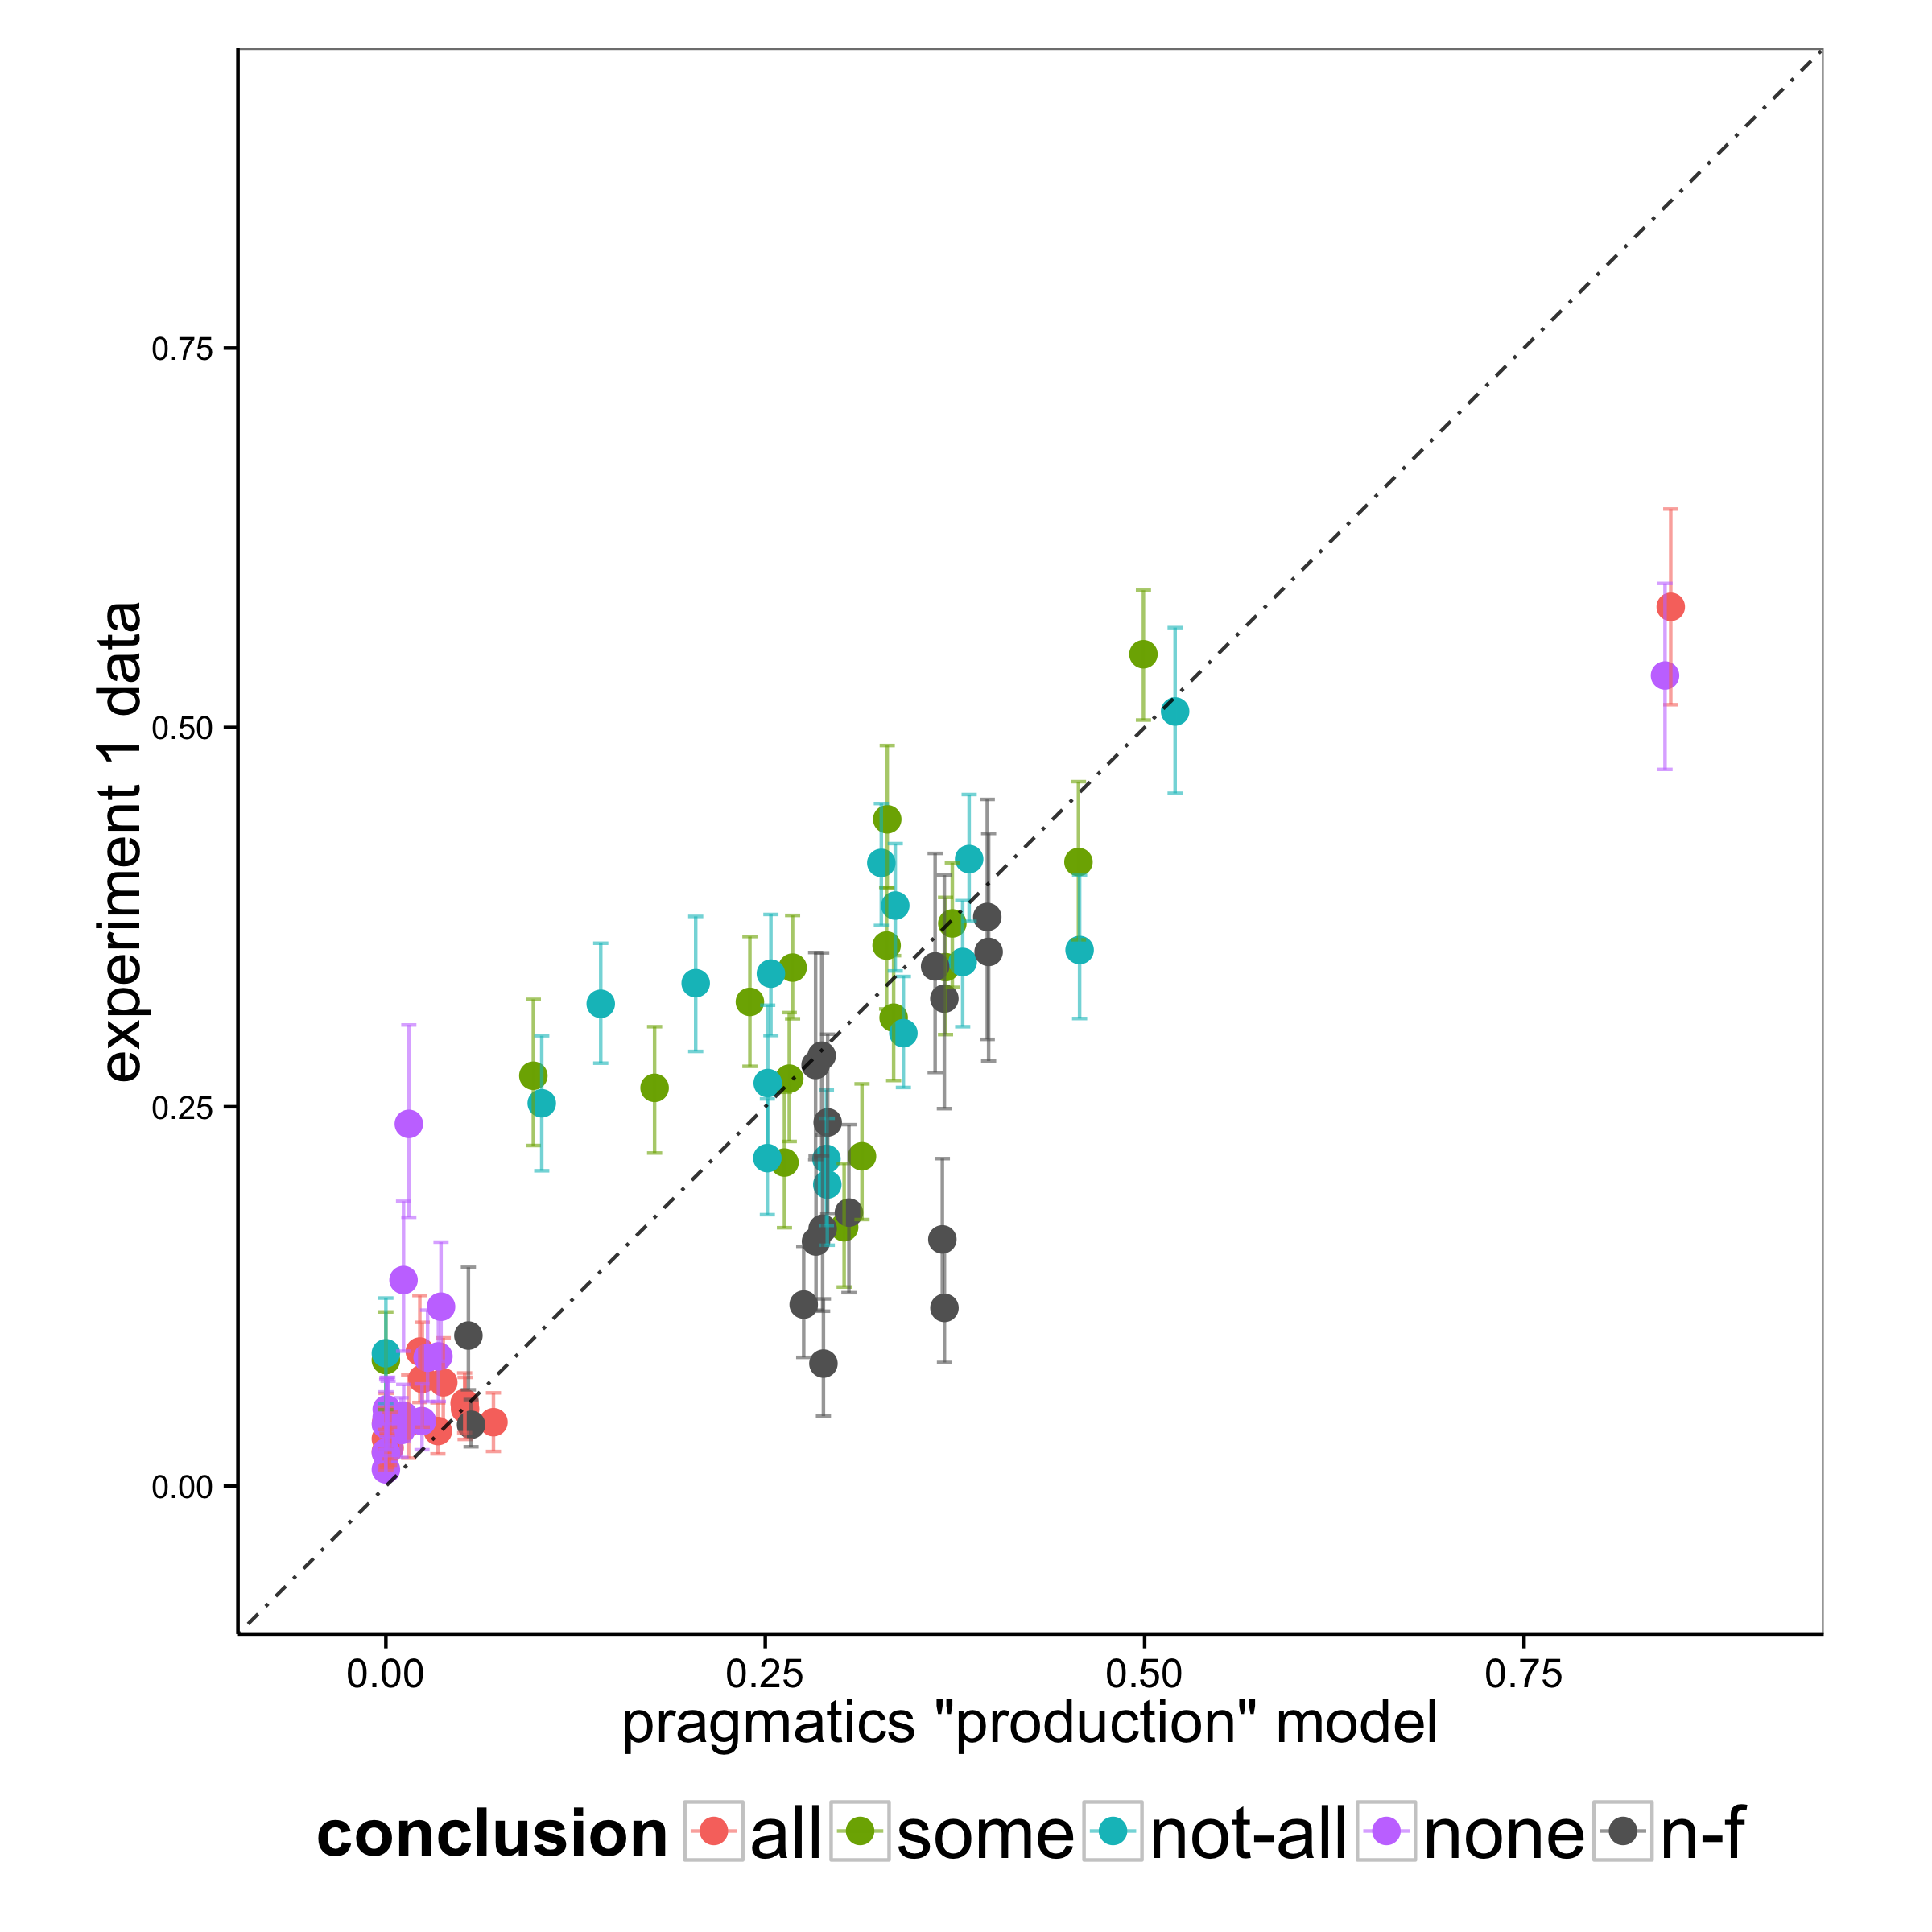 experiment 1 data
0.75
0.50
0.25
0.00
0.00 0.25 0.50 0.75
pragmatics "production" model
conclusion all some not-all none n-f